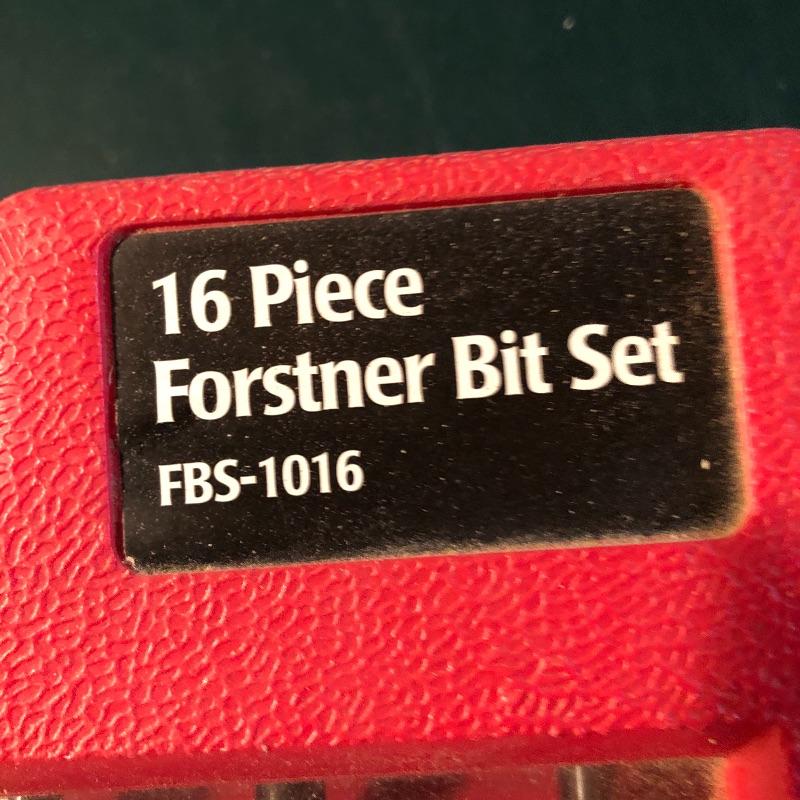 16 Piece
Forstner Bit Set
FBS-1016